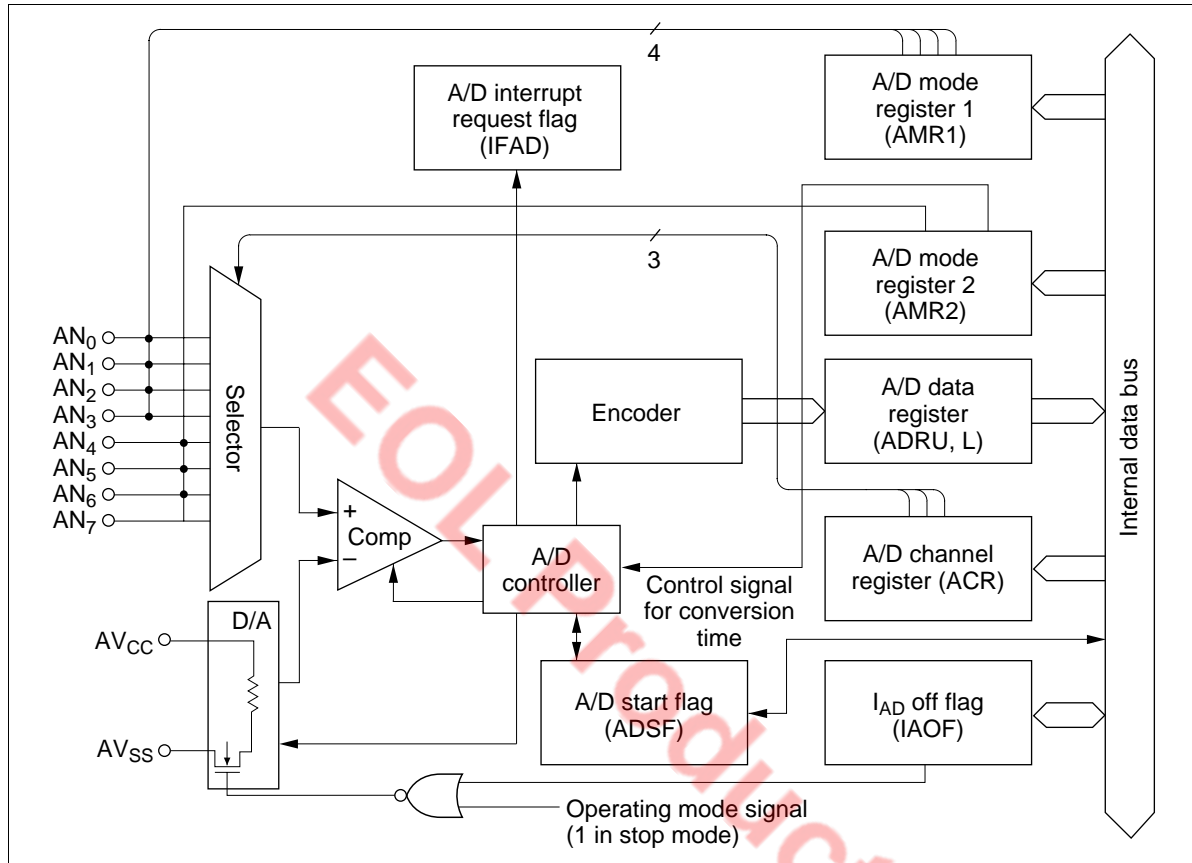 4
A/D interrupt
request flag
(IFAD)
A/D mode
register 1
(AMR1)
3
A/D mode
register 2
(AMR2)
AN0
AN1
AN2
AN3
AN4
AN5
AN6
AN7
Selector
Encoder
A/D data
register
(ADRU, L)
Internal data bus
+
Comp
−
A/D
controller
Control signal
for conversion
time
A/D channel
register (ACR)
D/A
AVCC
AVSS
A/D start flag
(ADSF)
IAD off flag
(IAOF)
Operating mode signal
(1 in stop mode)
EOL Product